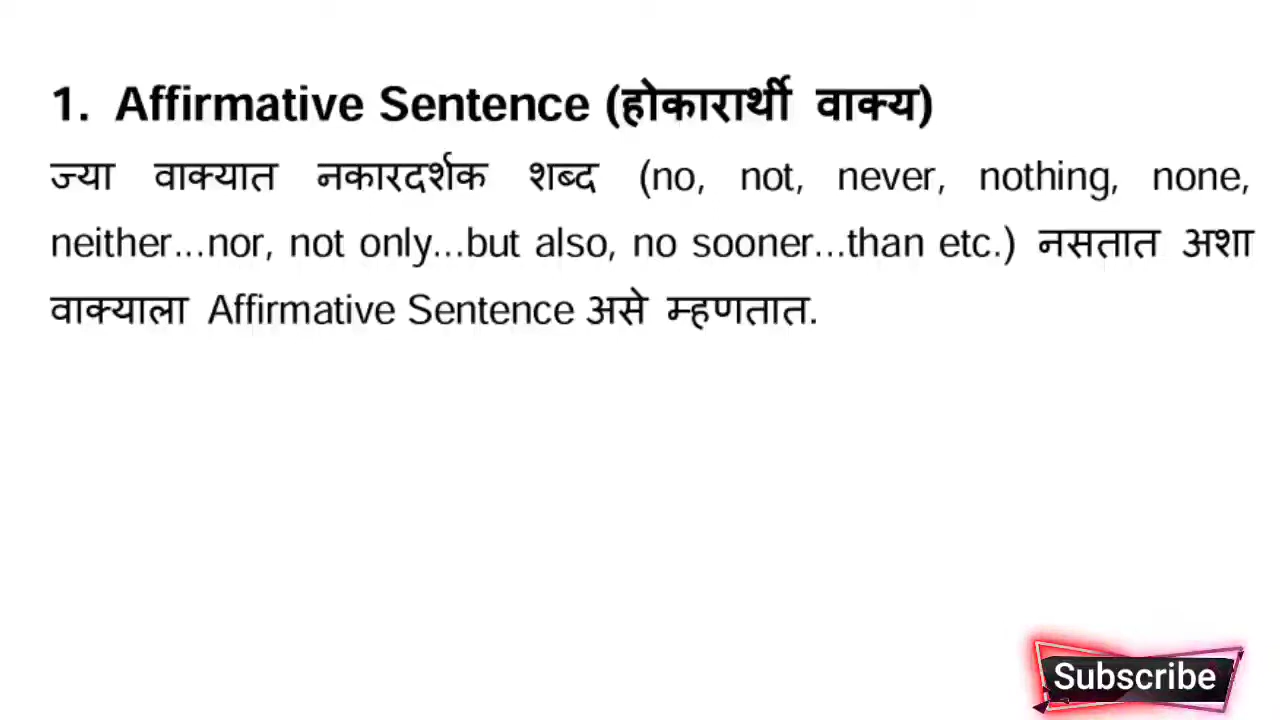 1. Affirmative Sentence (होकारार्थी वाक्य)
ज्या वाक्यात नकारदर्शक शब्द (no, not, never, nothing, none,
neither...nor, not only...but also, no sooner...than etc.) नसतात अशा
वाक्याला Affirmative Sentence असे म्हणतात.
Subscribe